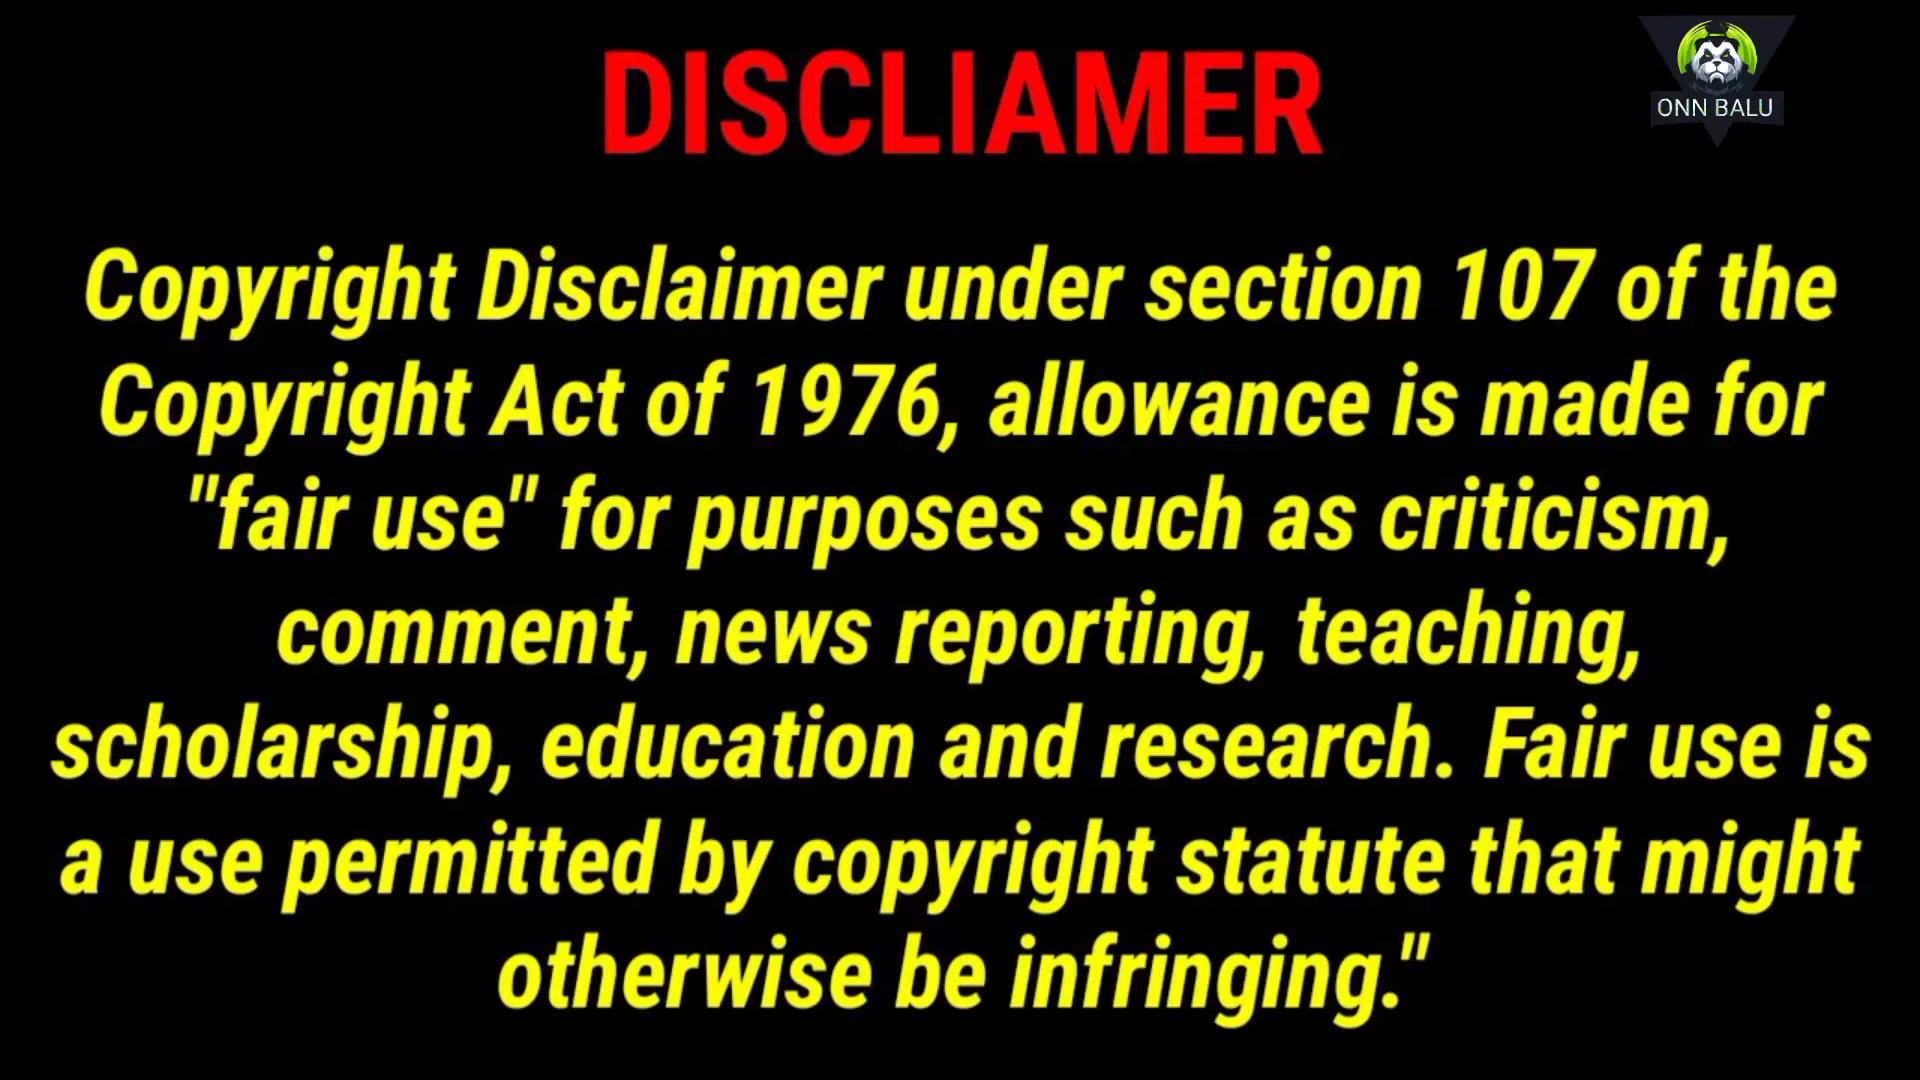 DISCLIAMER
ONN BALU
Copyright Disclaimer under section 107 of the
Copyright Act of 1976, allowance is made for
"fair use" for purposes such as criticism,
comment, news reporting, teaching,
scholarship, education and research. Fair use is
a use permitted by copyright statute that might
otherwise be infringing."